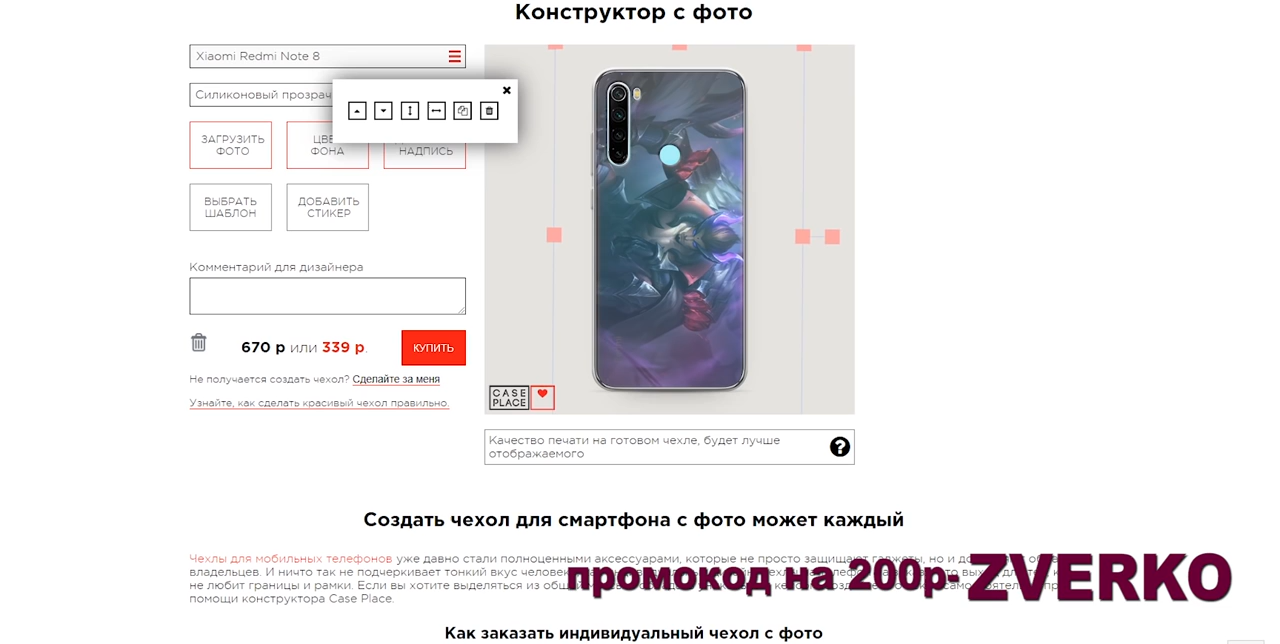 Конструктор с фото
Xiaomi Redmi Note 8
Силиконовый
ЗАГРУЗИТЬ
ФОТО
ФОНА
НАДПИСЬ
ВЫБРАТЬ
ШАБЛОН
ДОБАВИТЬ
СТИКЕР
Комментарий для дизайнера
670 р или 339 р.
КУПИТЬ
Не получается создать чехол? Сделайте за меня
Узнайте, как сделать красивый чехол правильно.
CASE
PLACE
Качество печати на готовом чехле, будет лучше
отображаемого
?
Создать чехол для смартфона с фото может каждый
Чехлы для мобильных телефонов уже давно стали полноценными аксессуарами, которые не просто защищают гаджеты, но и
владельцев. И ничто так не подчеркивает тонкий вкус
не любит границы и рамки. Если вы хотите выделяться из
помощи конструктора Case Place.
промокод на 200р- ZVERKO
Как заказать индивидуальный чехол с фото